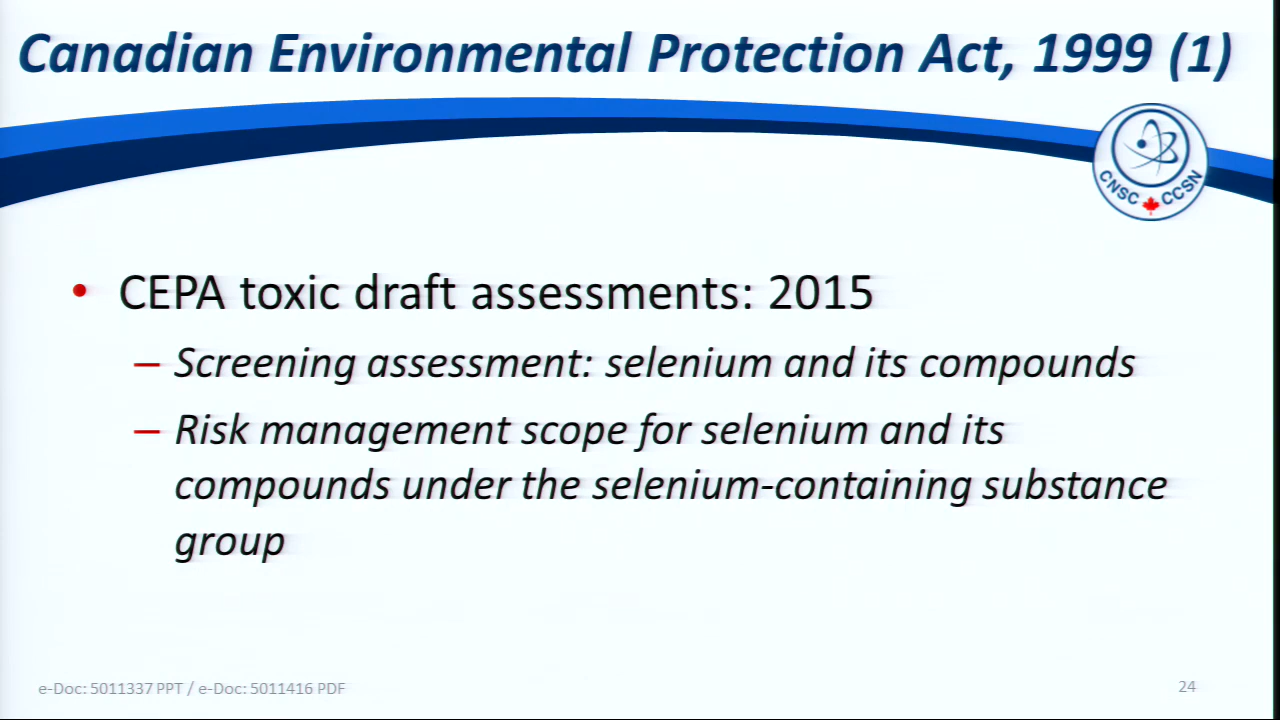 Canadian Environmental Protection Act, 1999 (1)
CNSC CCSN
• CEPA toxic draft assessments: 2015
– Screening assessment: selenium and its compounds
– Risk management scope for selenium and its
compounds under the selenium-containing substance
group
e-Doc: 5011337 PPT / e-Doc: 5011416 PDF
24